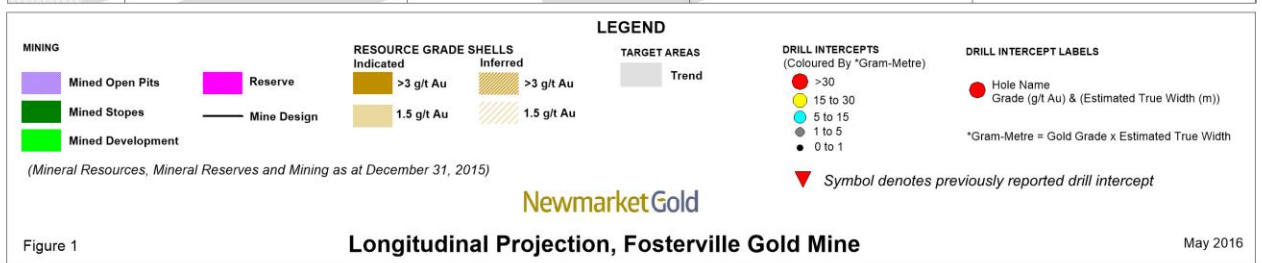 LEGEND
MINING
Mined Open Pits
Mined Stopes
Mined Development
Reserve
Mine Design
RESOURCE GRADE SHELLS
Indicated
>3 g/t Au
1.5 g/t Au
Inferred
>3 g/t Au
1.5 g/t Au
TARGET AREAS
Trend
DRILL INTERCEPTS
(Coloured By *Gram-Metre)
>30
15 to 30
5 to 15
1 to 5
0 to 1
DRILL INTERCEPT LABELS
Hole Name
Grade (g/t Au) & (Estimated True Width (m))
*Gram-Metre = Gold Grade x Estimated True Width
(Mineral Resources, Mineral Reserves and Mining as at December 31, 2015)
Symbol denotes previously reported drill intercept
NewmarketGold
Figure 1
Longitudinal Projection, Fosterville Gold Mine
May 2016